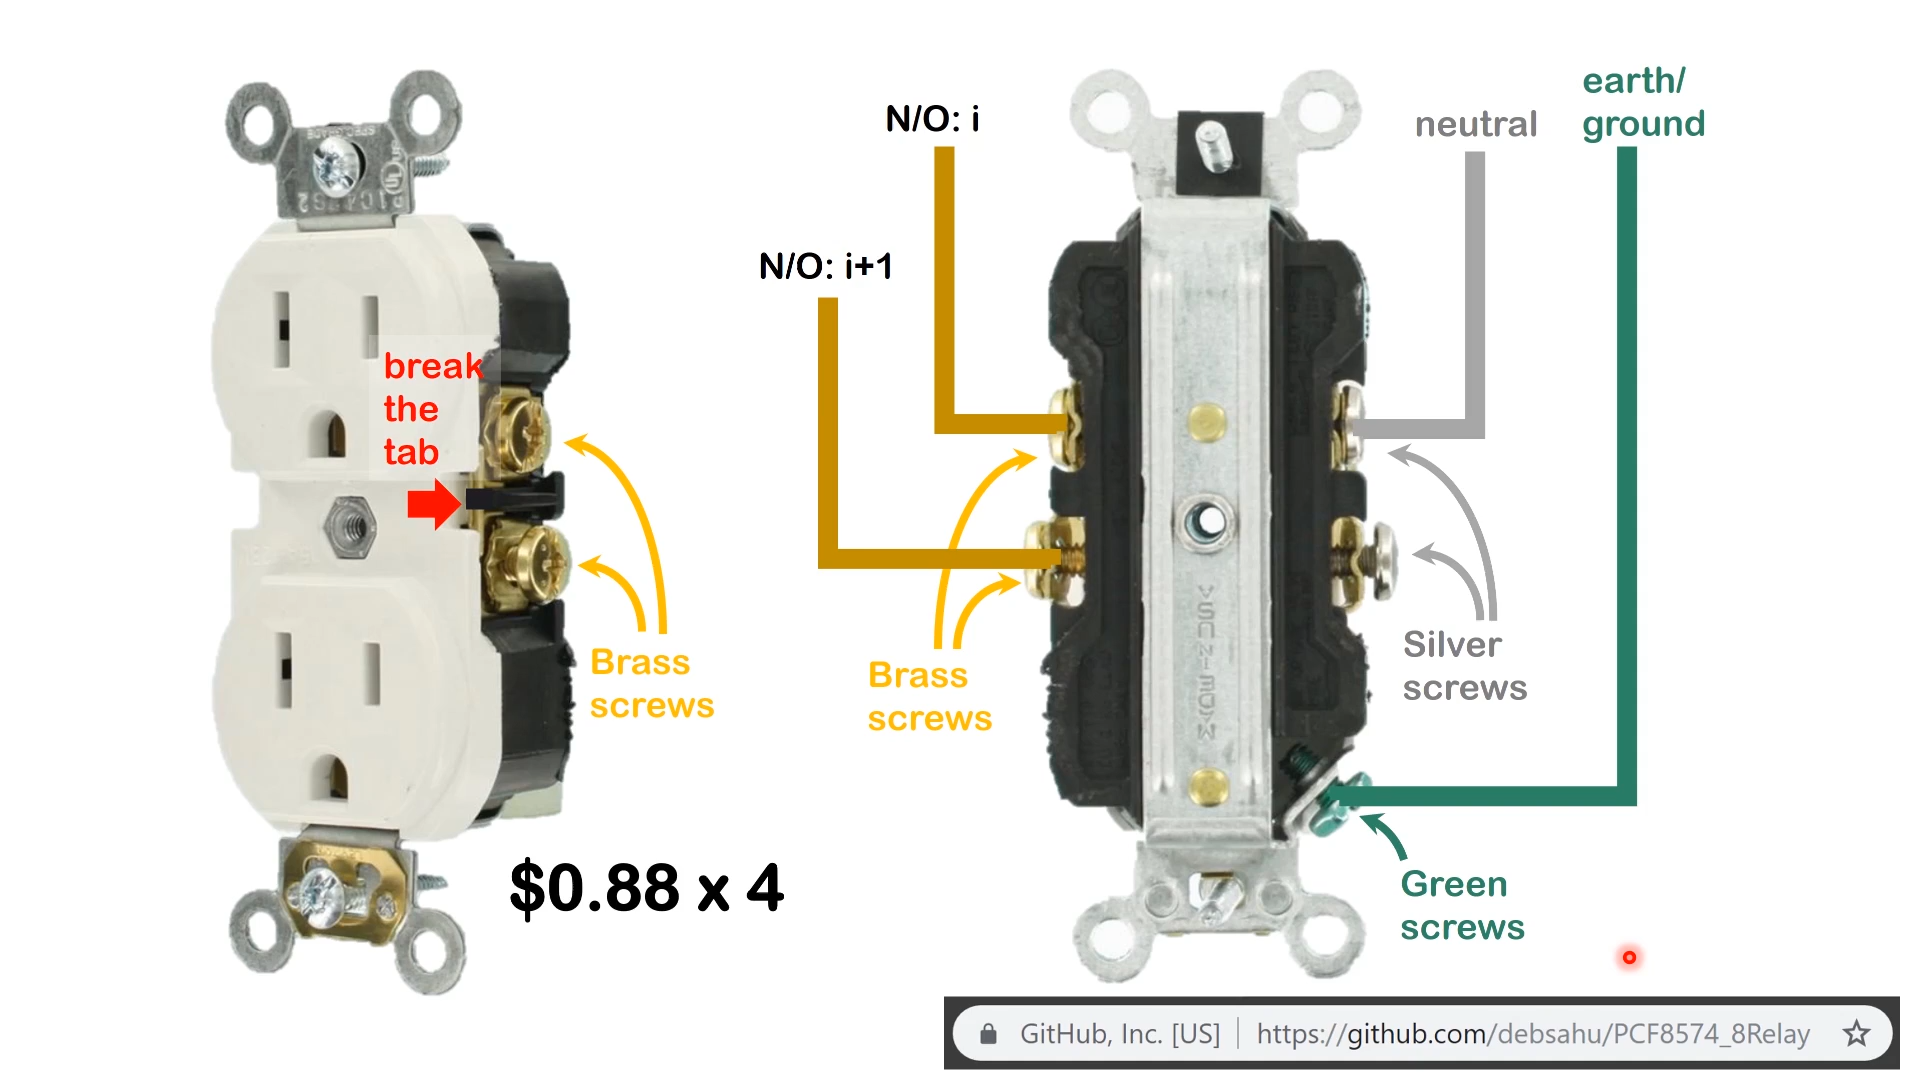 earth/
ground
neutral
N/O: i
N/O: i+1
break
the
tab
Brass
screws
Brass
screws
Silver
screws
$0.88 x 4
Green
screws
GitHub, Inc. [US] | https://github.com/debsahu/PCF8574_8Relay